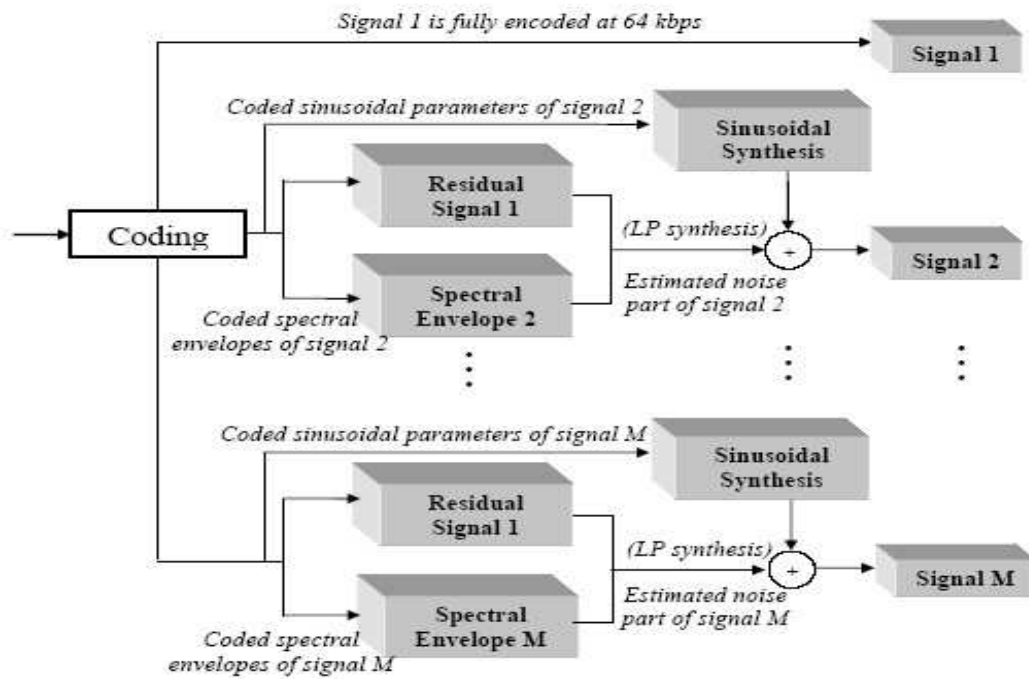 Signal 1 is fully encoded at 64 kbps
Signal 1
Coded sinusoidal parameters of signal 2
Sinusoidal
Synthesis
Residual
Signal 1
Coding
(LP synthesis)
+
Signal 2
Estimated noise
part of signal 2
Spectral
Envelope 2
Coded spectral
envelopes of signal 2
Coded sinusoidal parameters of signal M
Sinusoidal
Synthesis
Residual
Signal 1
(LP synthesis)
+
Signal M
Estimated noise
part of signal M
Spectral
Envelope M
Coded spectral
envelopes of signal M